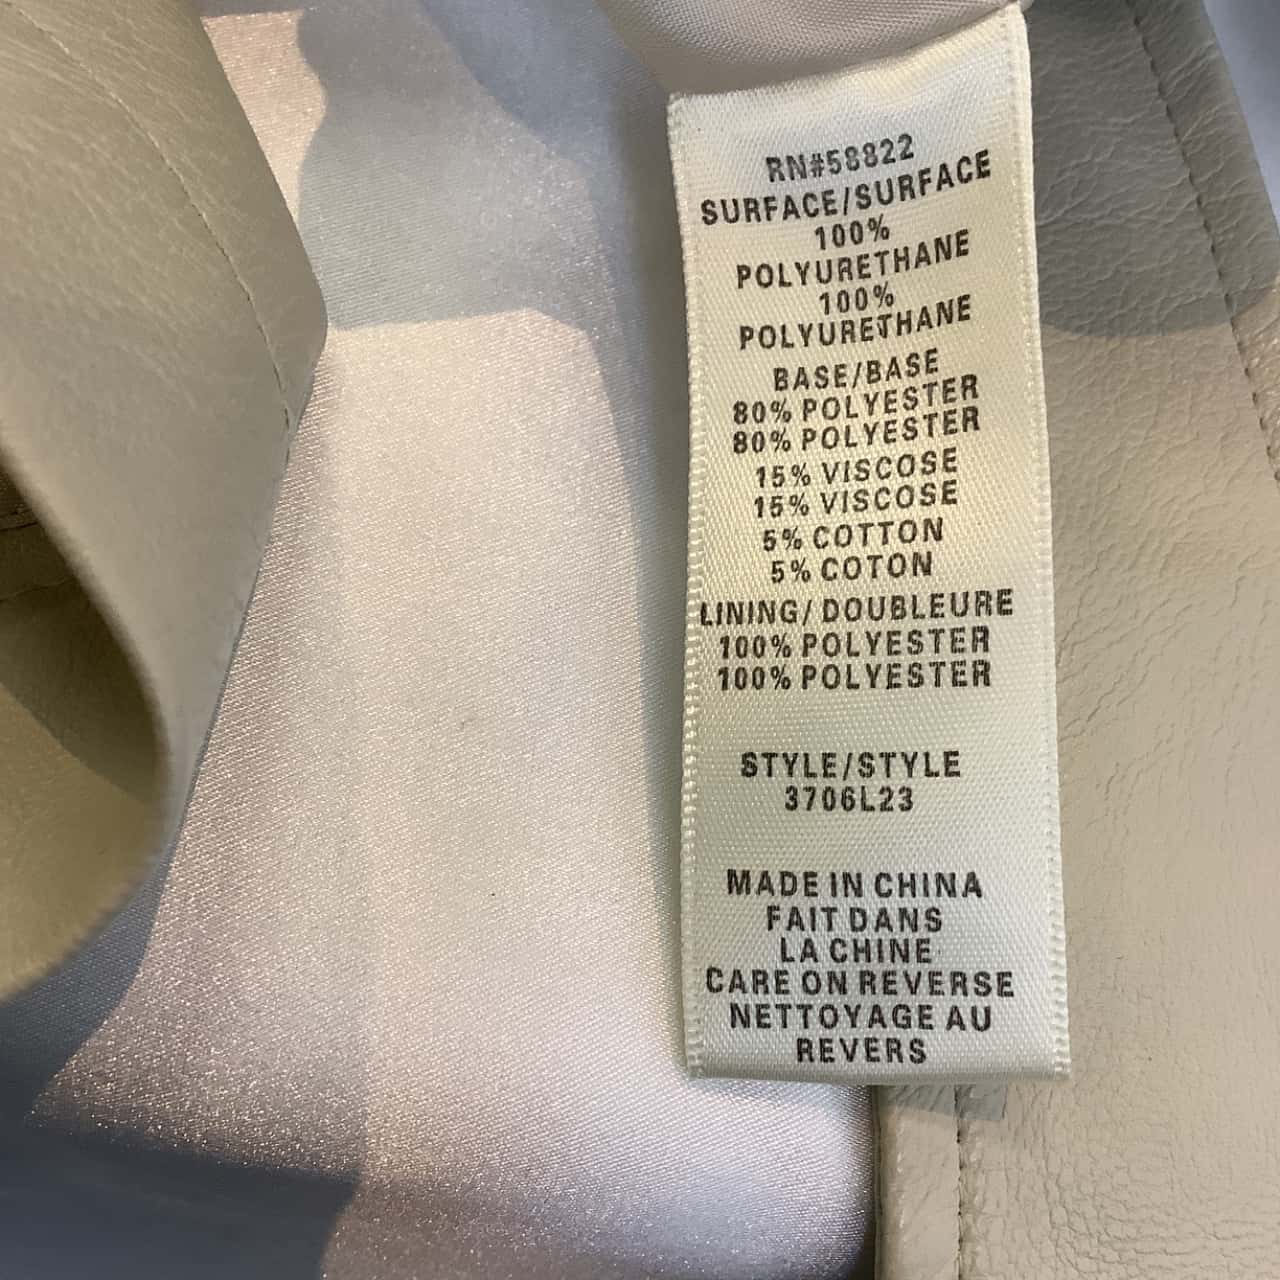 RN#58822
SURFACE/SURFACE
100%
POLYURETHANE
100%
POLYURETHANE
BASE/BASE
80% POLYESTER
80% POLYESTER
15% VISCOSE
15% VISCOSE
5% COTTON
5% COTON
LINING/ DOUBLEURE
100% POLYESTER
100% POLYESTER
STYLE/STYLE
3706L23
MADE IN CHINA
FAIT DANS
LA CHINE
CARE ON REVERSE
NETTOYAGE AU
REVERS